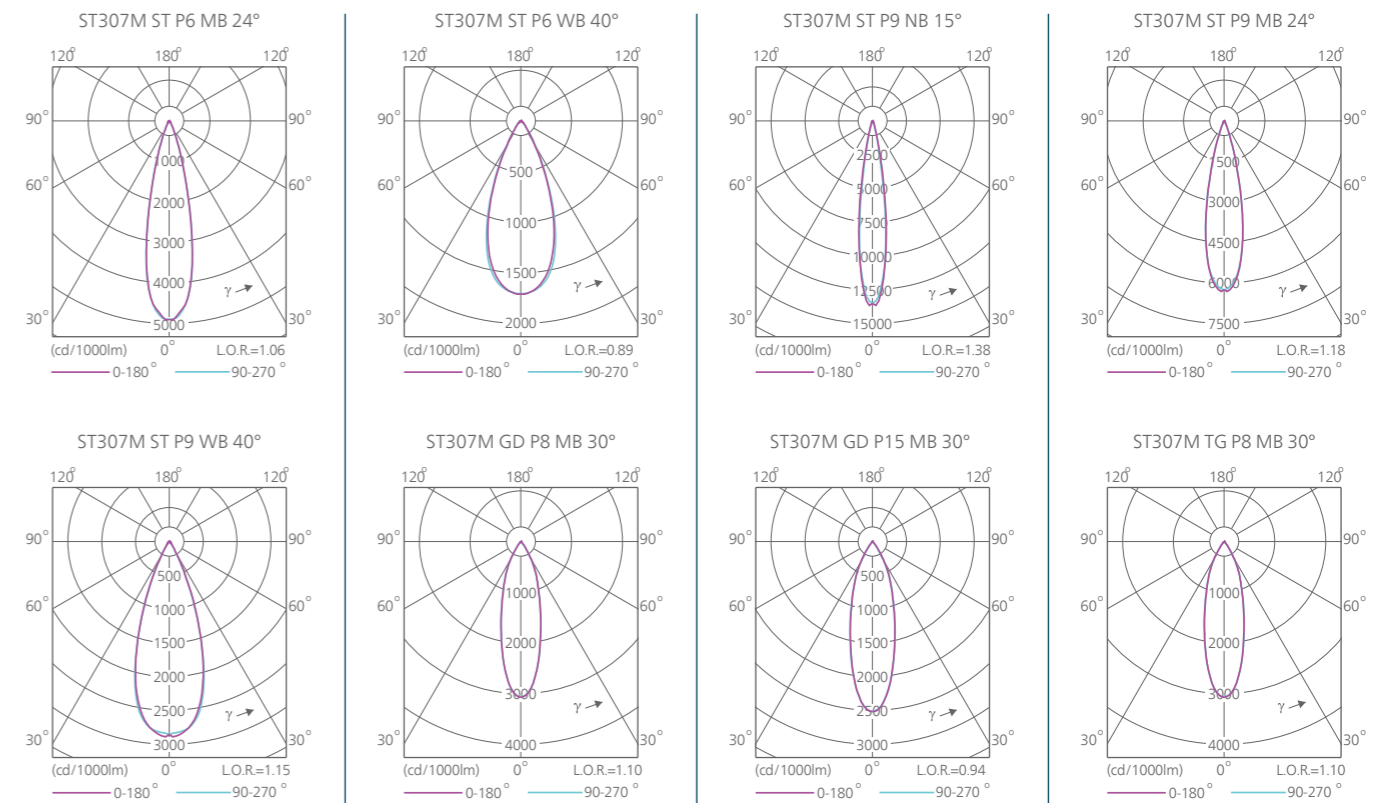 ST307M ST P6 MB 24°
120° 180° 120°
90° 90°
60° 60°
1000
2000
3000
4000
γ
30° 5000 30°
(cd/1000lm) 0° L.O.R.=1.06
0-180° 90-270°
ST307M ST P6 WB 40°
120° 180° 120°
90° 90°
60° 60°
500
1000
1500
γ
30° 2000 30°
(cd/1000lm) 0° L.O.R.=0.89
0-180° 90-270°
ST307M ST P9 NB 15°
120° 180° 120°
90° 90°
60° 60°
2500
5000
7500
10000
12500
γ
30° 15000 30°
(cd/1000lm) 0° L.O.R.=1.38
0-180° 90-270°
ST307M ST P9 MB 24°
120° 180° 120°
90° 90°
60° 60°
1500
3000
4500
6000
γ
30° 7500 30°
(cd/1000lm) 0° L.O.R.=1.18
0-180° 90-270°
ST307M ST P9 WB 40°
120° 180° 120°
90° 90°
60° 60°
500
1000
1500
2000
2500
γ
30° 3000 30°
(cd/1000lm) 0° L.O.R.=1.15
0-180° 90-270°
ST307M GD P8 MB 30°
120° 180° 120°
90° 90°
60° 60°
1000
2000
3000
γ
30° 4000 30°
(cd/1000lm) 0° L.O.R.=1.10
0-180° 90-270°
ST307M GD P15 MB 30°
120° 180° 120°
90° 90°
60° 60°
500
1000
1500
2000
2500
γ
30° 3000 30°
(cd/1000lm) 0° L.O.R.=0.94
0-180° 90-270°
ST307M TG P8 MB 30°
120° 180° 120°
90° 90°
60° 60°
1000
2000
3000
γ
30° 4000 30°
(cd/1000lm) 0° L.O.R.=1.10
0-180° 90-270°